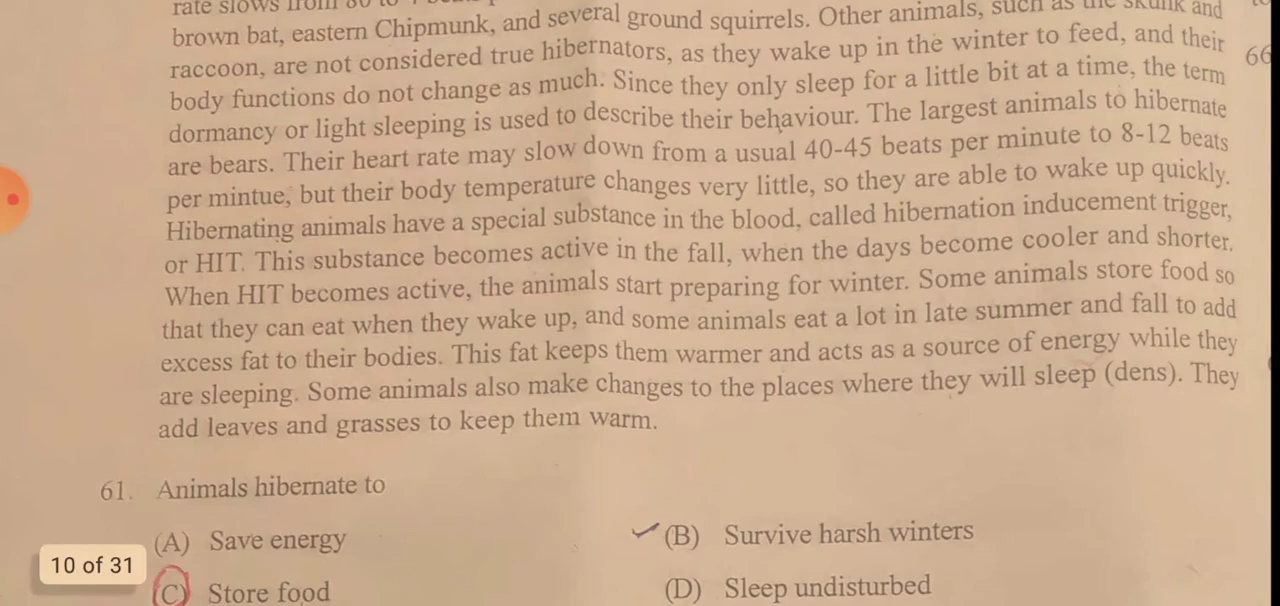 rate slows from 80 to 4
brown bat, eastern Chipmunk, and several ground squirrels. Other animals, such as the skunk and
raccoon, are not considered true hibernators, as they wake up in the winter to feed, and their
66
body functions do not change as much. Since they only sleep for a little bit at a time, the term
dormancy or light sleeping is used to describe their behaviour. The largest animals to hibernate
are bears. Their heart rate may slow down from a usual 40-45 beats per minute to 8-12 beats
per mintue, but their body temperature changes very little, so they are able to wake up quickly.
Hibernating animals have a special substance in the blood, called hibernation inducement trigger,
or HIT. This substance becomes active in the fall, when the days become cooler and shorter.
When HIT becomes active, the animals start preparing for winter. Some animals store food so
that they can eat when they wake up, and some animals eat a lot in late summer and fall to add
excess fat to their bodies. This fat keeps them warmer and acts as a source of energy while they
are sleeping. Some animals also make changes to the places where they will sleep (dens). They
add leaves and grasses to keep them warm.
61. Animals hibernate to
(A) Save energy
(B) Survive harsh winters
10 of 31
(C) Store food
(D) Sleep undisturbed